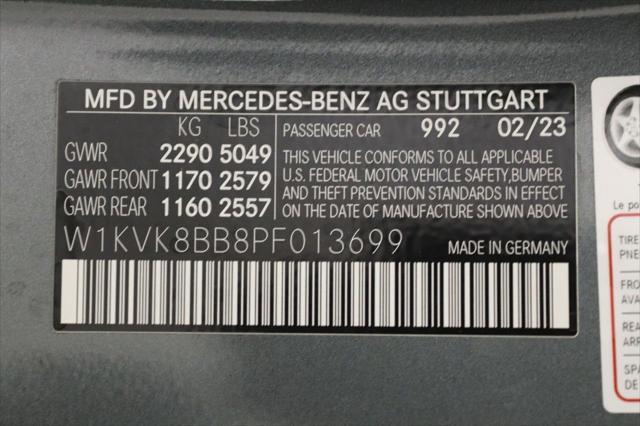 MFD BY MERCEDES-BENZ AG STUTTGART
KG LBS
GVWR 2290 5049
GAWR FRONT 1170 2579
GAWR REAR 1160 2557
PASSENGER CAR 992 02/23
THIS VEHICLE CONFORMS TO ALL APPLICABLE
U.S. FEDERAL MOTOR VEHICLE SAFETY,BUMPER
AND THEFT PREVENTION STANDARDS IN EFFECT
ON THE DATE OF MANUFACTURE SHOWN ABOVE.
W1KVK8BB8PF013699 MADE IN GERMANY
Le
TIRE